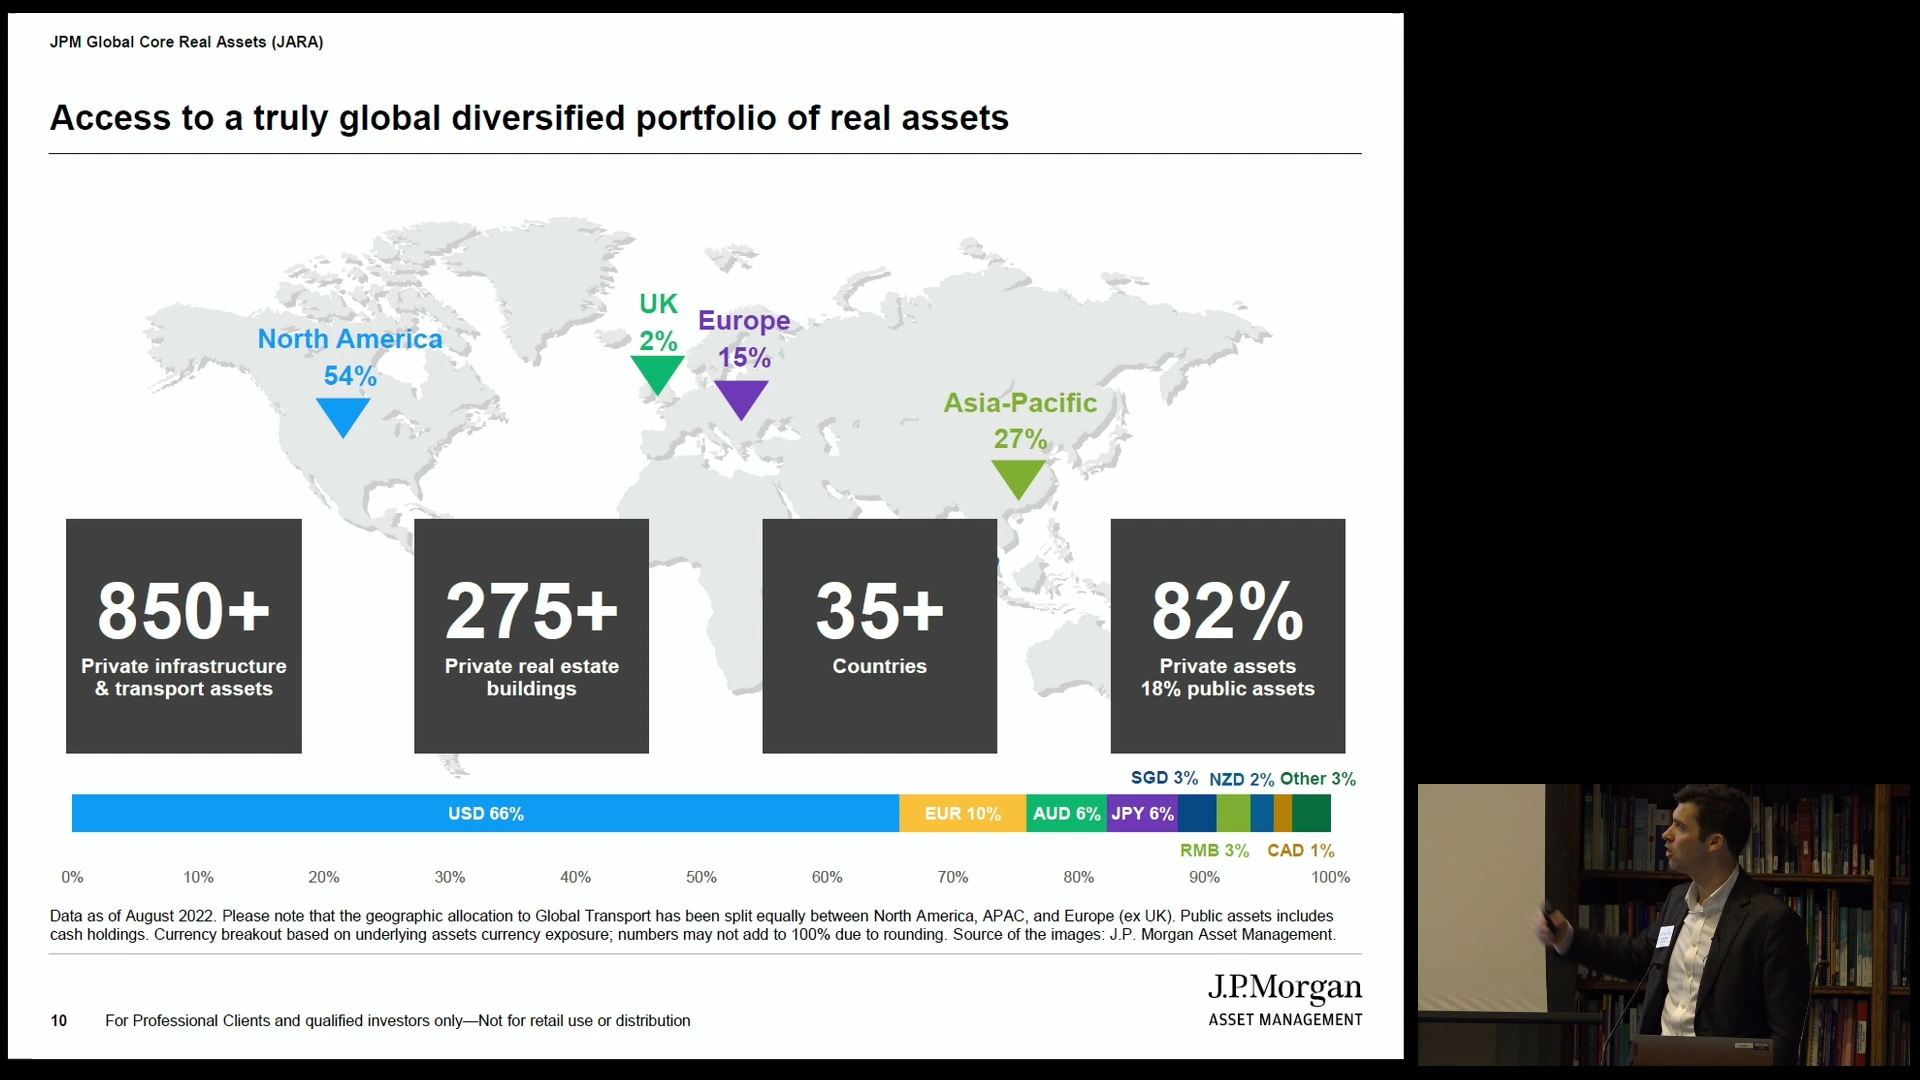 JPM Global Core Real Assets (JARA)
Access to a truly global diversified portfolio of real assets
UK
2%
Europe
15%
North America
54%
Asia-Pacific
27%
850+
Private infrastructure
& transport assets
275+
Private real estate
buildings
35+
Countries
82%
Private assets
18% public assets
SGD 3% NZD 2% Other 3%
USD 66% EUR 10% AUD 6% JPY 6%
RMB 3% CAD 1%
0% 10% 20% 30% 40% 50% 60% 70% 80% 90% 100%
Data as of August 2022. Please note that the geographic allocation to Global Transport has been split equally between North America, APAC, and Europe (ex UK). Public assets includes
cash holdings. Currency breakout based on underlying assets currency exposure; numbers may not add to 100% due to rounding. Source of the images: J.P. Morgan Asset Management.
J.P.Morgan
ASSET MANAGEMENT
10 For Professional Clients and qualified investors only—Not for retail use or distribution